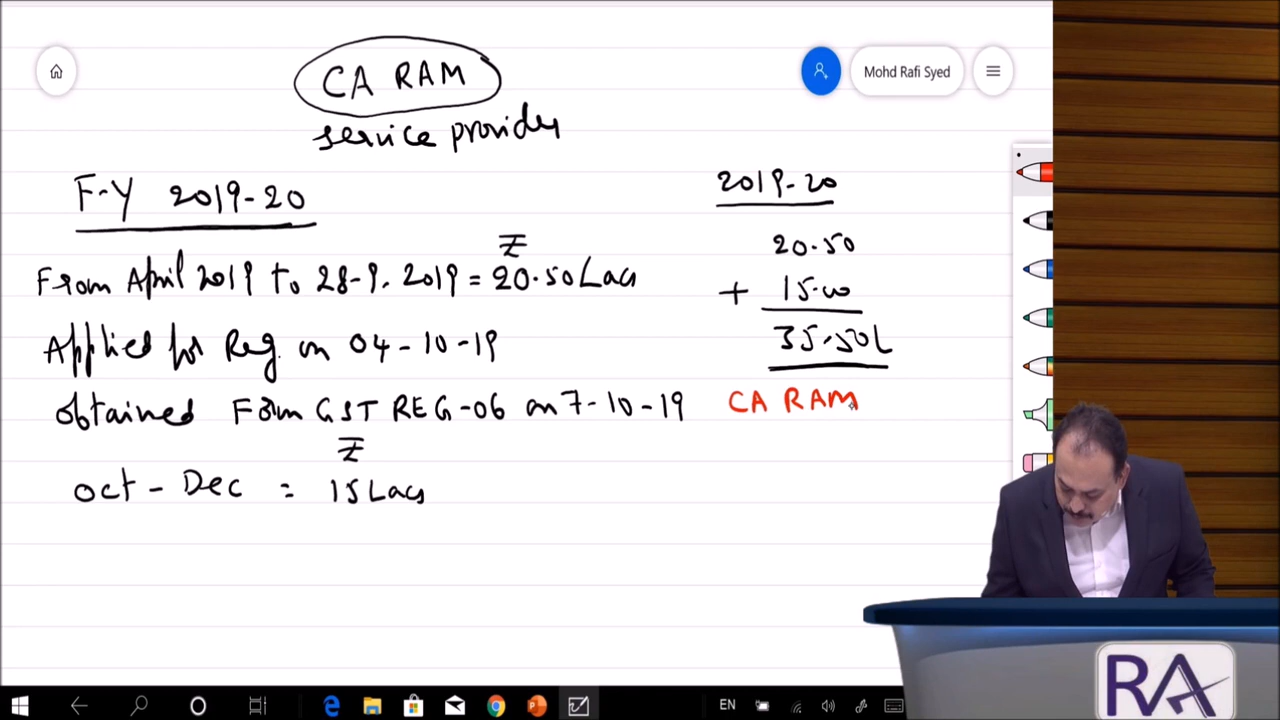 CA RAM
service provider
Mohd Rafi Syed
F-Y 2019-20
2019-20
₹
20.50
From April 2019 to 28-9.2019 = 20.50 Lacs
+ 15.00
35.50L
Applied for Reg. on 04-10-19
CA RAM
obtained Form GST REG-06 on 7-10-19
₹
Oct - Dec = 15 Lacs
RA
EN